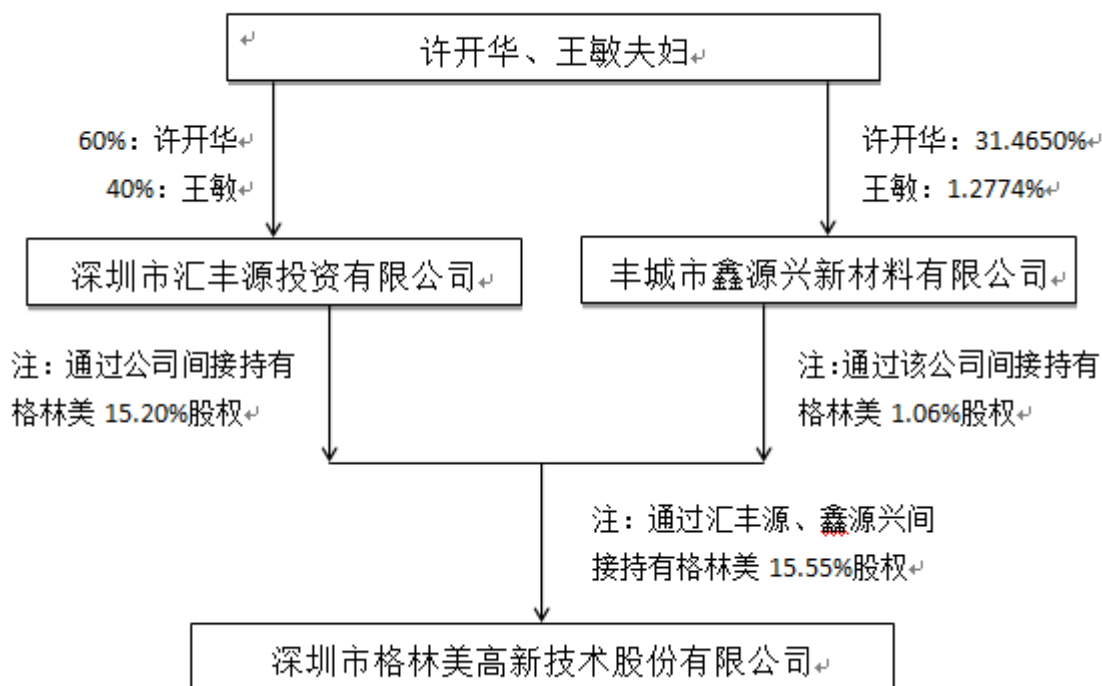 许开华、王敏夫妇
60%：许开华
40%：王敏
许开华：31.4650%
王敏：1.2774%
深圳市汇丰源投资有限公司
丰城市鑫源兴新材料有限公司
注：通过公司间接持有
格林美 15.20%股权
注:通过该公司间接持有
格林美 1.06%股权
注：通过汇丰源、鑫源兴间
接持有格林美 15.55%股权
深圳市格林美高新技术股份有限公司